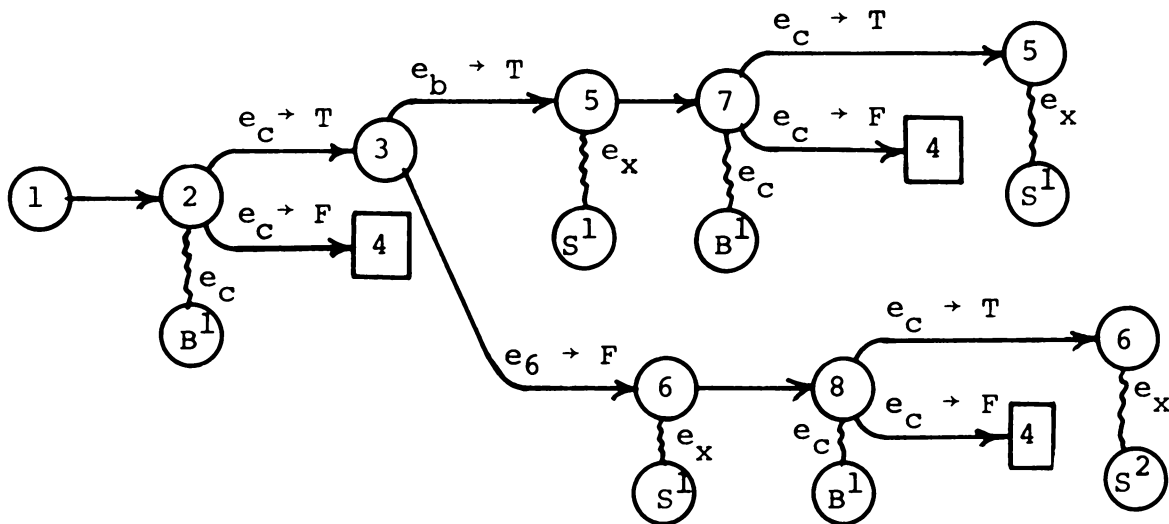 e_c → T
5
e_b → T
5
7
e_x
e_c → T
3
e_c → F
4
e_x
e_c
1
2
S^1
e_c → F
4
S^1
B^1
e_c
B^1
e_c → T
6
e_6 → F
6
8
e_c → F
4
e_x
e_x
e_c
S^1
B^1
S^2